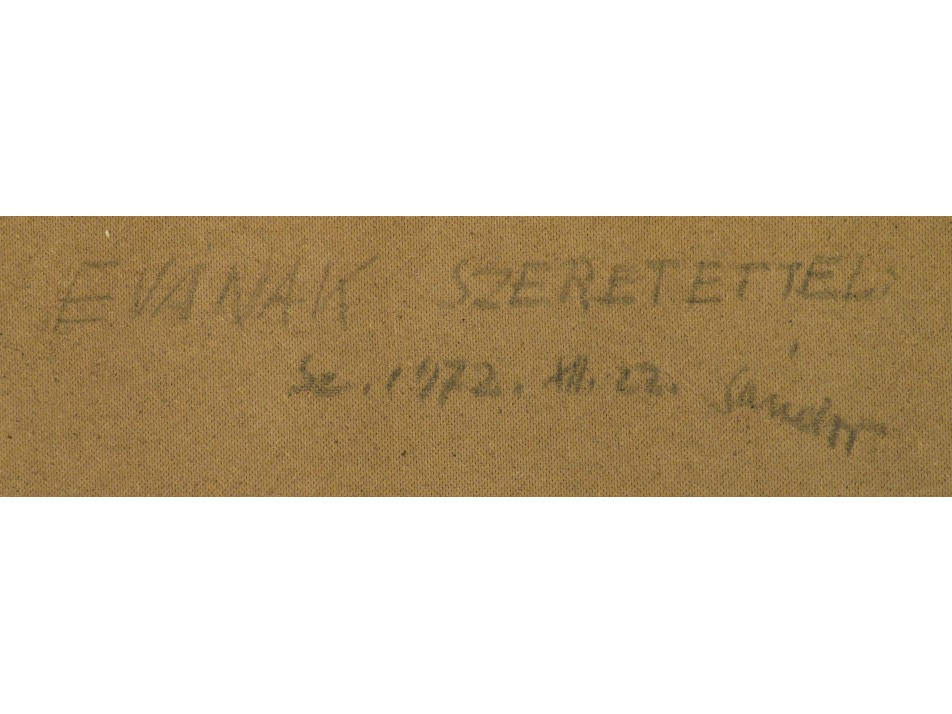 EVANAK SZERETETTEL:
Sz. 1972. XII. 22. Sándor